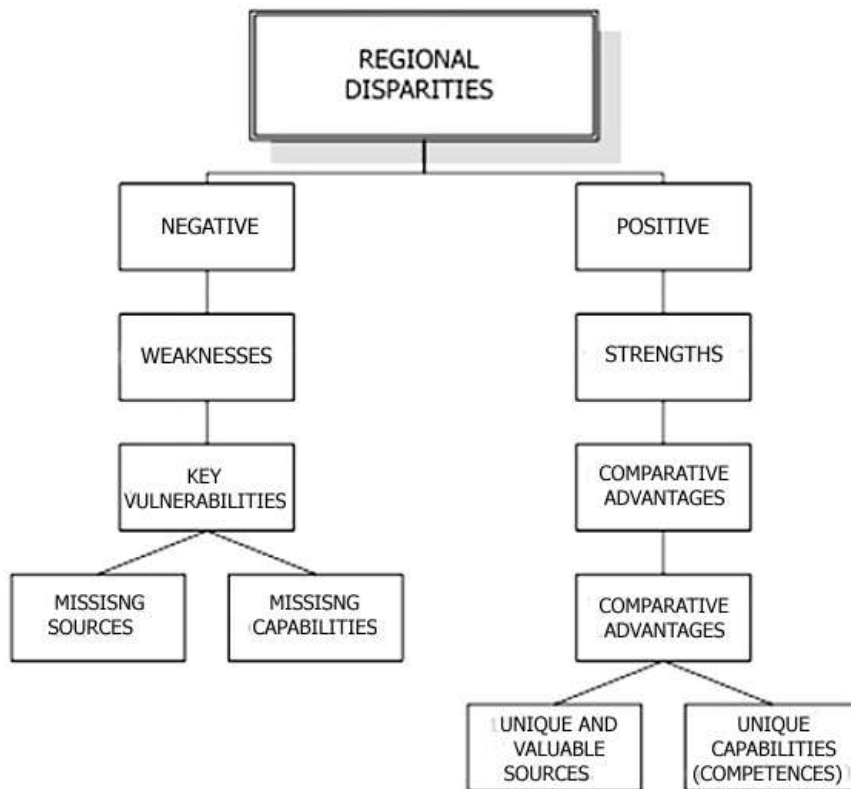 REGIONAL
DISPARITIES
NEGATIVE
POSITIVE
WEAKNESSES
STRENGTHS
KEY
VULNERABILITIES
COMPARATIVE
ADVANTAGES
MISSISNG
SOURCES
MISSISNG
CAPABILITIES
COMPARATIVE
ADVANTAGES
UNIQUE AND
VALUABLE
SOURCES
UNIQUE
CAPABILITIES
(COMPETENCES)